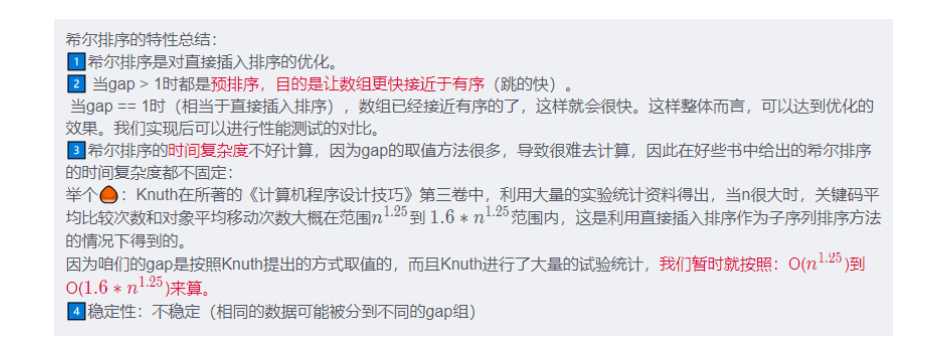 希尔排序的特性总结：
1 希尔排序是对直接插入排序的优化。
2 当gap > 1时都是预排序，目的是让数组更快接近于有序（跳的快）。
当gap == 1时（相当于直接插入排序），数组已经接近有序的了，这样就会很快。这样整体而言，可以达到优化的
效果。我们实现后可以进行性能测试的对比。
3 希尔排序的时间复杂度不好计算，因为gap的取值方法很多，导致很难去计算，因此在好些书中给出的希尔排序
的时间复杂度都不固定：
举个🌰：Knuth在所著的《计算机程序设计技巧》第三卷中，利用大量的实验统计资料得出，当n很大时，关键码平
均比较次数和对象平均移动次数大概在范围n^1.25到 1.6 * n^1.25范围内，这是利用直接插入排序作为子序列排序方法
的情况下得到的。
因为咱们的gap是按照Knuth提出的方式取值的，而且Knuth进行了大量的试验统计，我们暂时就按照：O(n^1.25)到
O(1.6 * n^1.25)来算。
4 稳定性：不稳定（相同的数据可能被分到不同的gap组）